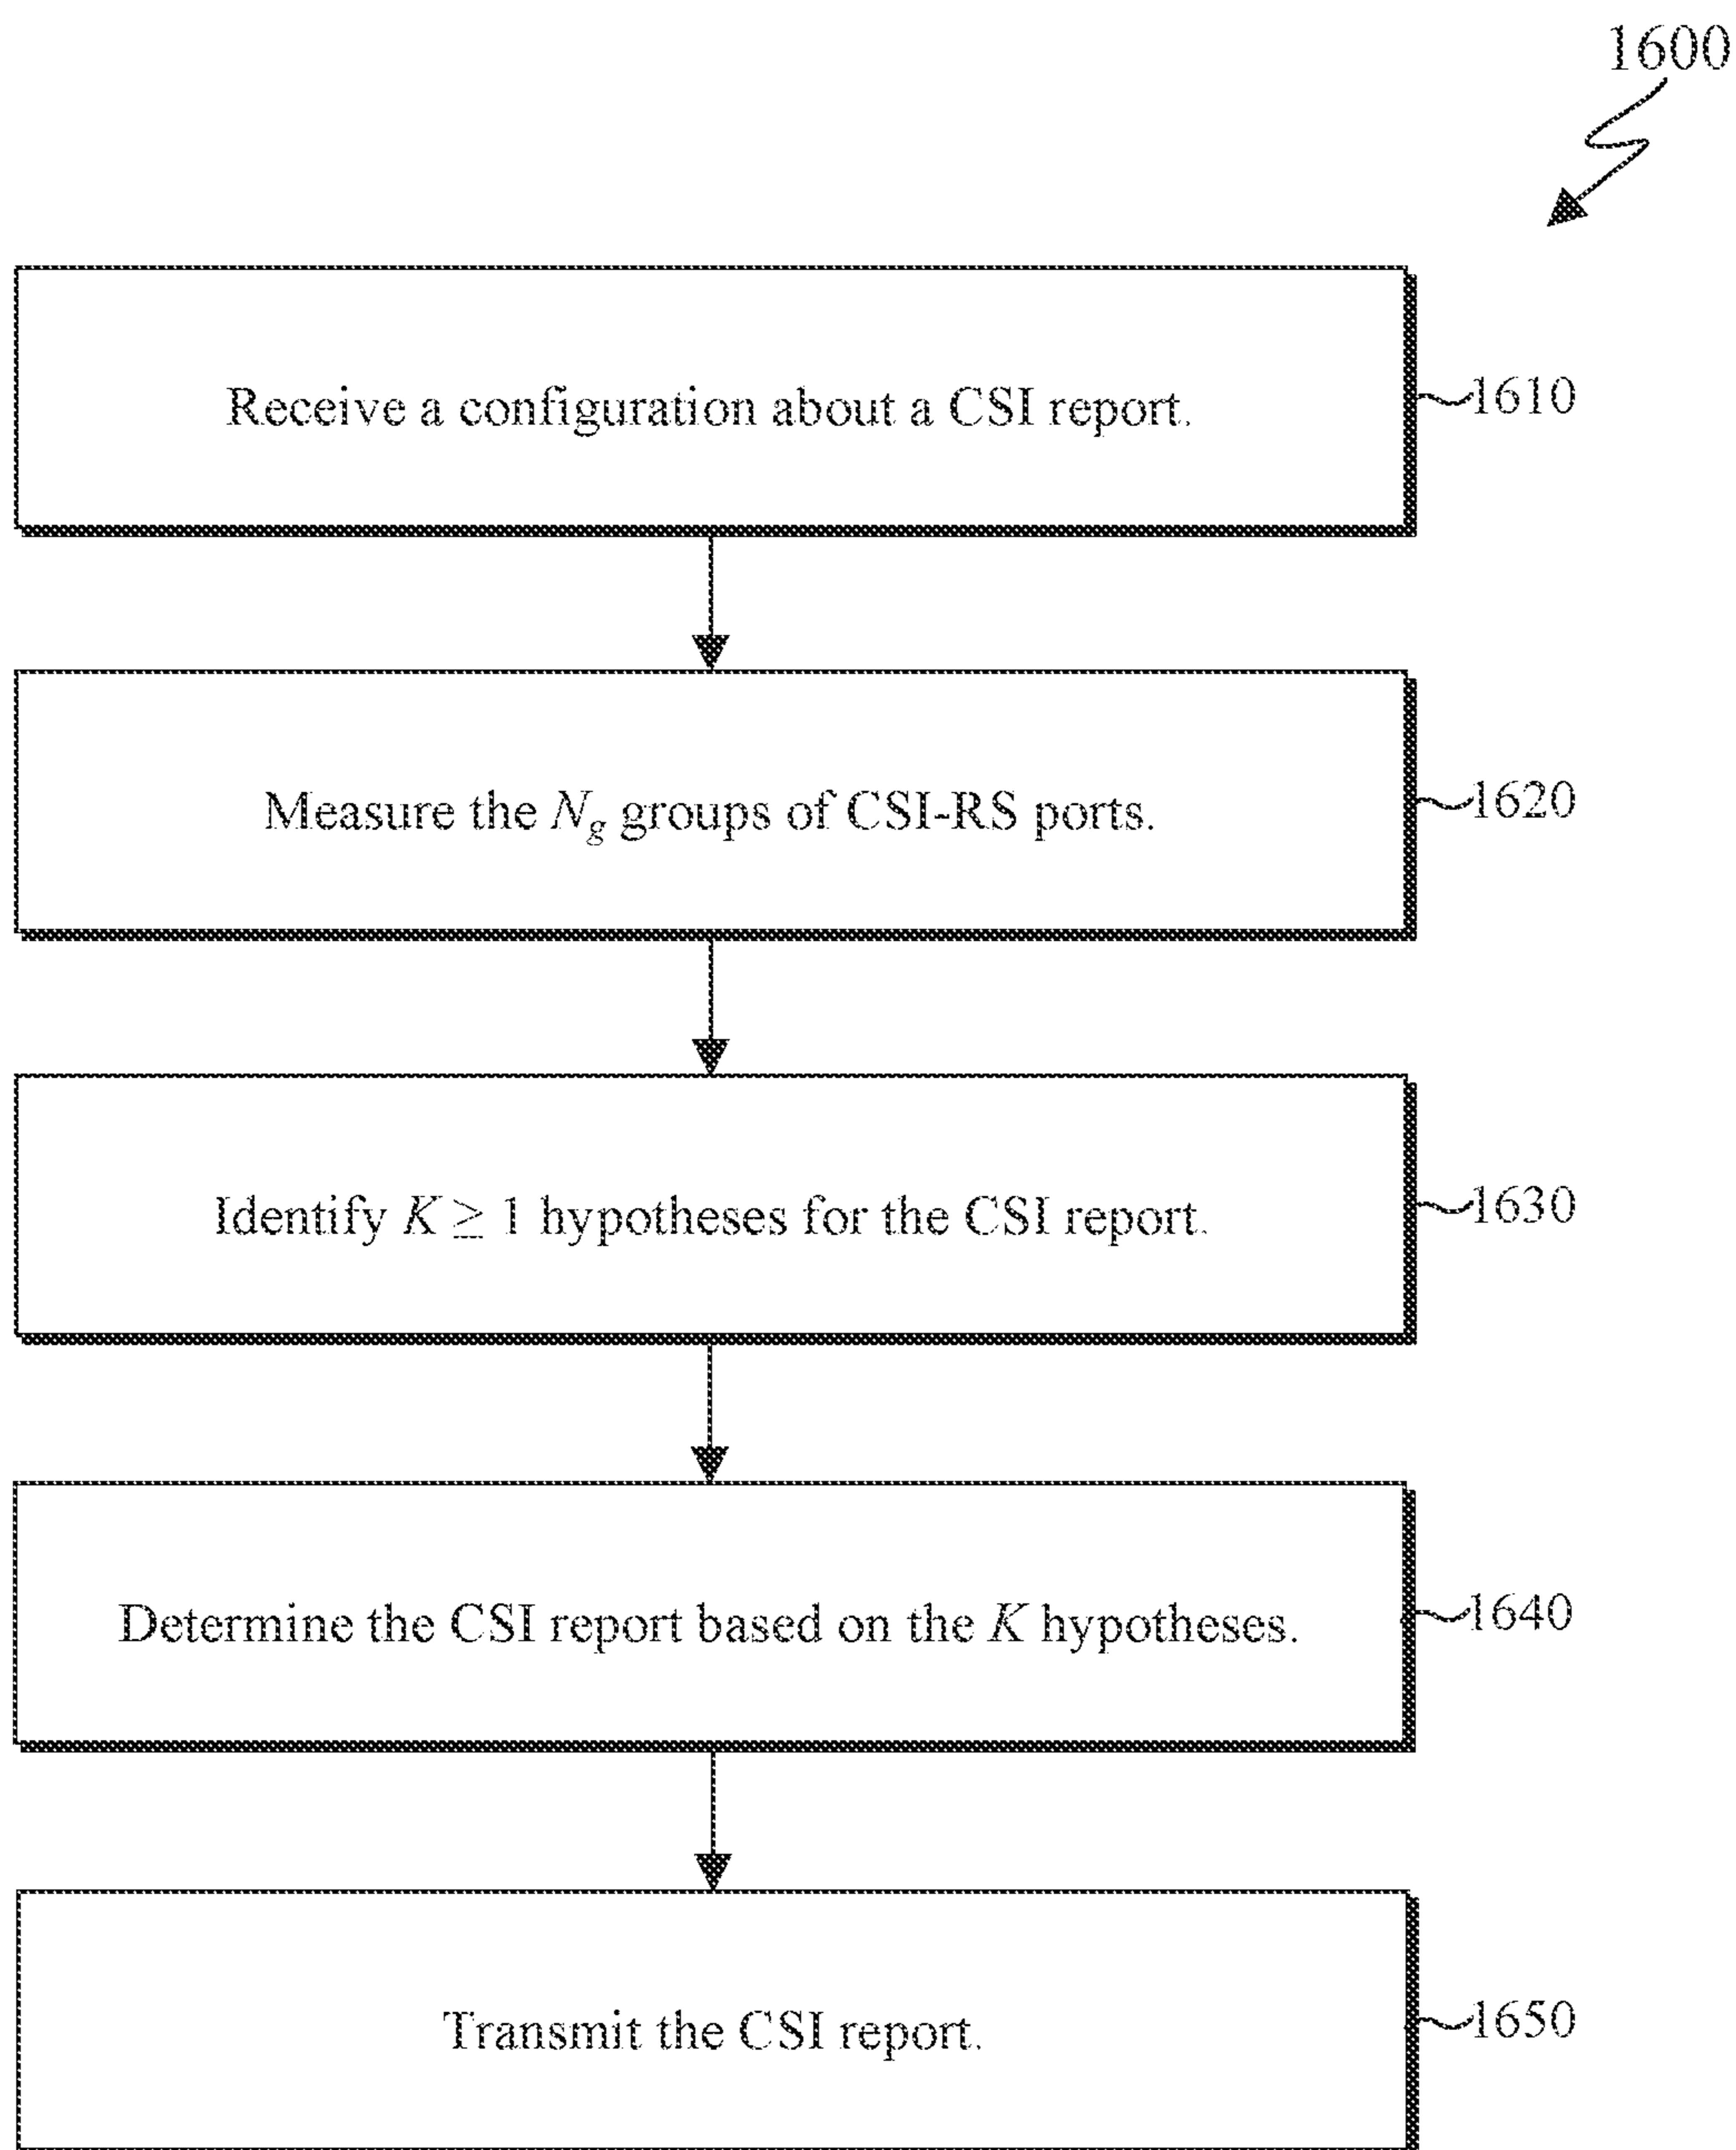 1600
Receive a configuration about a CSI report.
1610
Measure the Ng groups of CSI-RS ports.
1620
Identify K ≥ 1 hypotheses for the CSI report.
1630
Determine the CSI report based on the K hypotheses.
1640
Transmit the CSI report.
1650